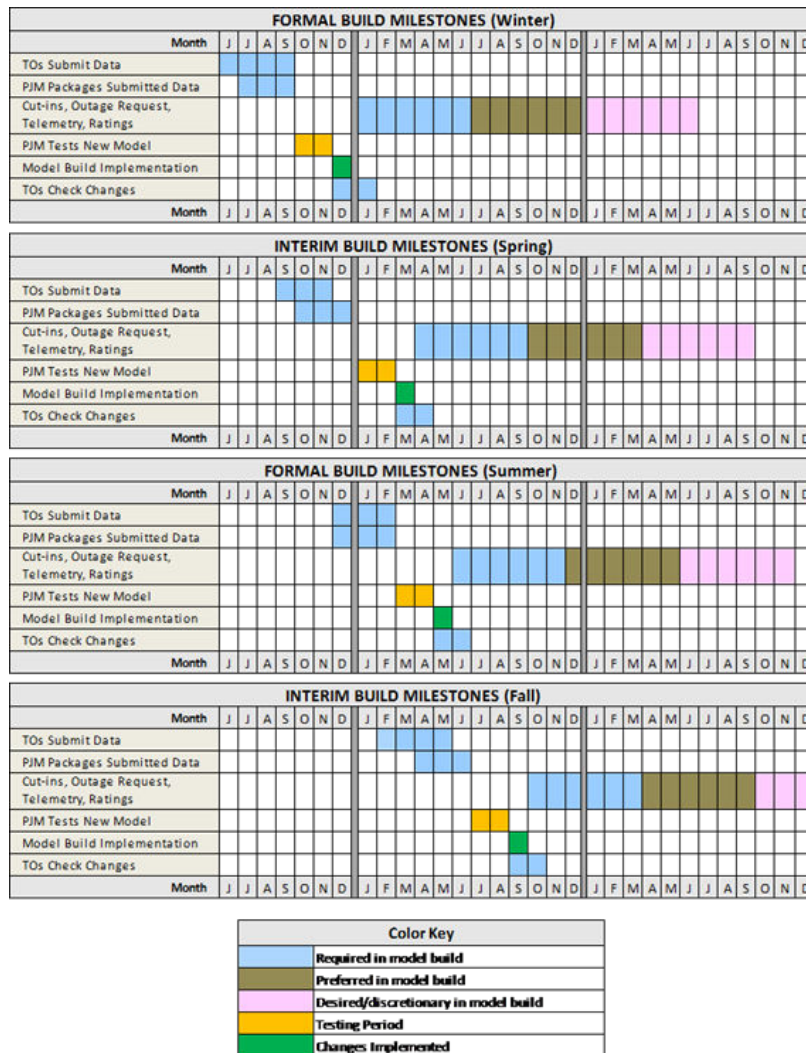 FORMAL BUILD MILESTONES (Winter)
Month J J A S O N D J F M A M J J A S O N D J F M A M J J A S O N D
TOs Submit Data
PJM Packages Submitted Data
Cut-ins, Outage Request,
Telemetry, Ratings
PJM Tests New Model
Model Build Implementation
TOs Check Changes
Month J J A S O N D J F M A M J J A S O N D J F M A M J J A S O N D
INTERIM BUILD MILESTONES (Spring)
Month J J A S O N D J F M A M J J A S O N D J F M A M J J A S O N D
TOs Submit Data
PJM Packages Submitted Data
Cut-ins, Outage Request,
Telemetry, Ratings
PJM Tests New Model
Model Build Implementation
TOs Check Changes
Month J J A S O N D J F M A M J J A S O N D J F M A M J J A S O N D
FORMAL BUILD MILESTONES (Summer)
Month J J A S O N D J F M A M J J A S O N D J F M A M J J A S O N D
TOs Submit Data
PJM Packages Submitted Data
Cut-ins, Outage Request,
Telemetry, Ratings
PJM Tests New Model
Model Build Implementation
TOs Check Changes
Month J J A S O N D J F M A M J J A S O N D J F M A M J J A S O N D
INTERIM BUILD MILESTONES (Fall)
Month J J A S O N D J F M A M J J A S O N D J F M A M J J A S O N D
TOs Submit Data
PJM Packages Submitted Data
Cut-ins, Outage Request,
Telemetry, Ratings
PJM Tests New Model
Model Build Implementation
TOs Check Changes
Month J J A S O N D J F M A M J J A S O N D J F M A M J J A S O N D
Color Key
Required in model build
Preferred in model build
Desired/discretionary in model build
Testing Period
Changes Implemented